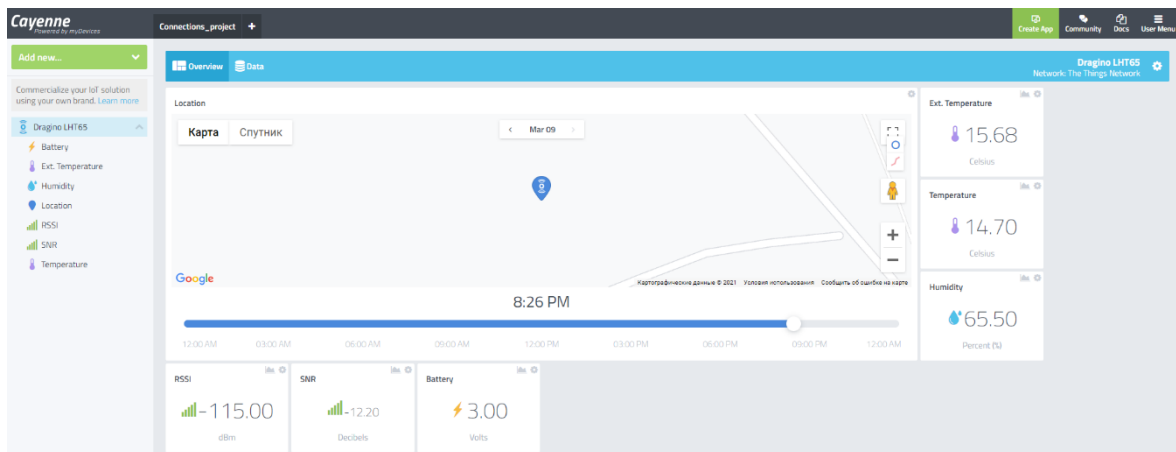 Cayenne
Powered by myDevices
Connections_project +
Create App
Community
Docs
User Menu
Add new...
Commercialize your IoT solution
using your own brand. Learn more
Dragino LHT65
Battery
Ext. Temperature
Humidity
Location
RSSI
SNR
Temperature
Overview
Data
Dragino LHT65
Network: The Things Network
Location
Карта
Спутник
Mar 09
Google
Картографические данные © 2021 Условия использования Сообщить об ошибке на карте
8:26 PM
12:00 AM 03:00 AM 06:00 AM 09:00 AM 12:00 PM 03:00 PM 06:00 PM 09:00 PM 12:00 AM
Ext. Temperature
15.68
Celsius
Temperature
14.70
Celsius
Humidity
65.50
Percent (%)
RSSI
-115.00
dBm
SNR
-12.20
Decibels
Battery
3.00
Volts